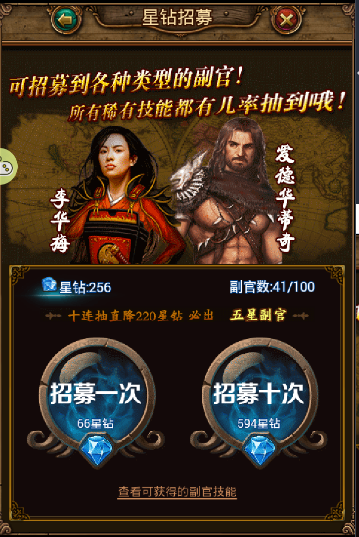 星钻招募
可招募到各种类型的副官!
所有稀有技能都有几率抽到哦!
李华梅
爱德华蒂奇
星钻:256
副官数:41/100
十连抽直降220星钻 必出 五星副官
招募一次
66星钻
招募十次
594星钻
查看可获得的副官技能